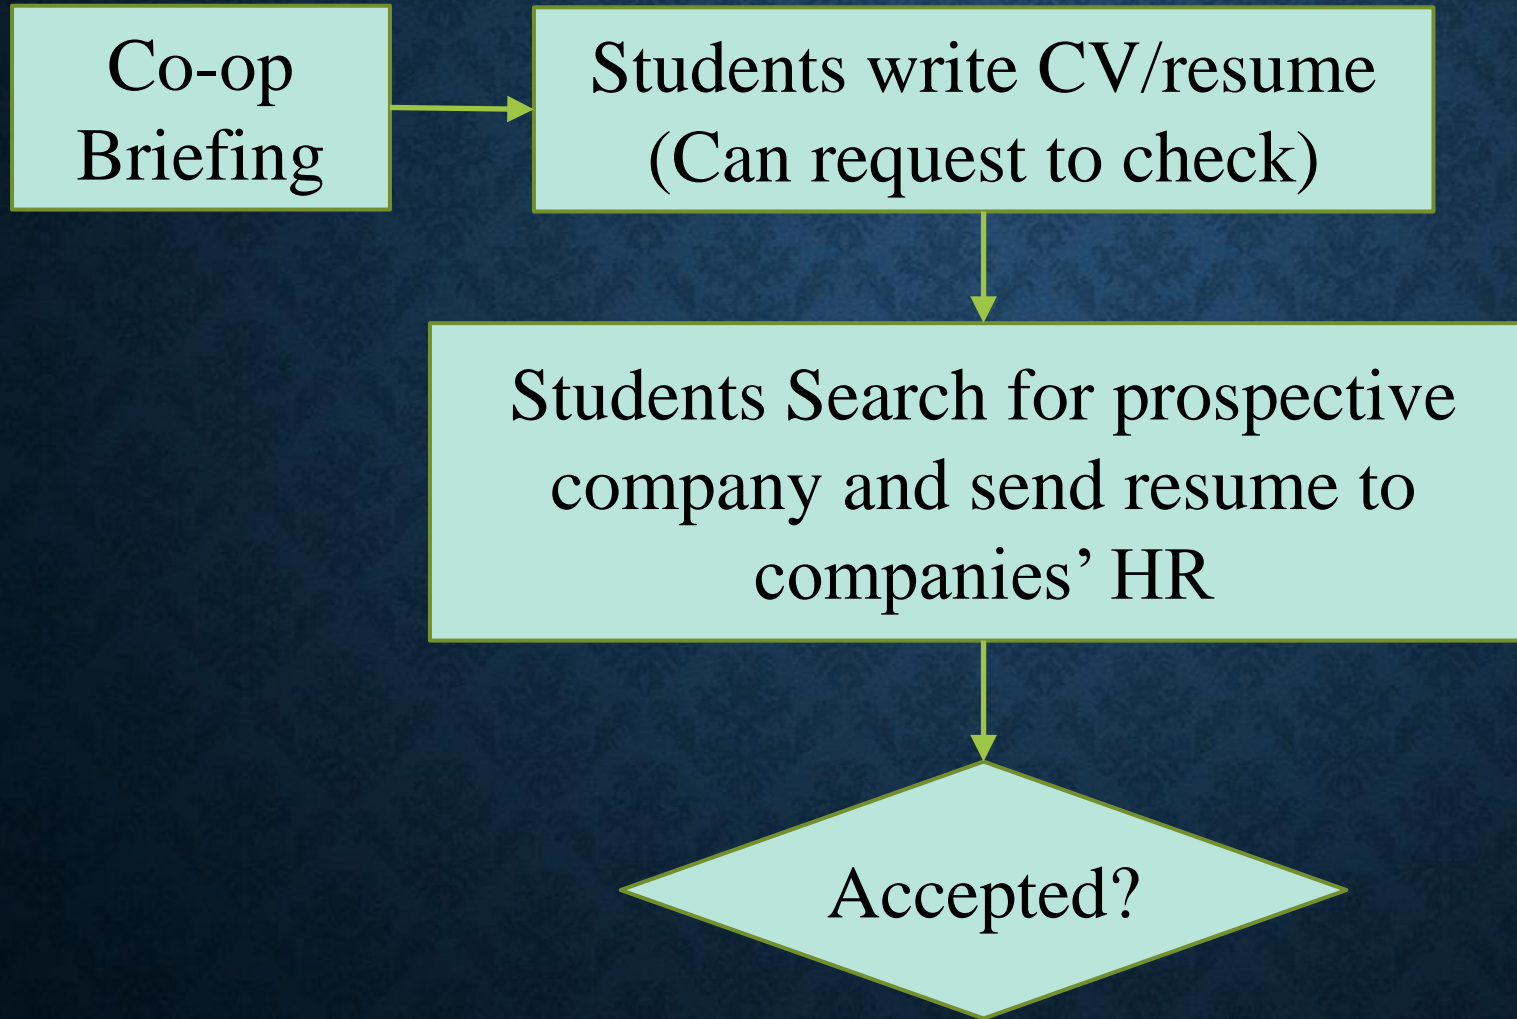 Co-op
Briefing
Students write CV/resume
(Can request to check)
Students Search for prospective
company and send resume to
companies’ HR
Accepted?